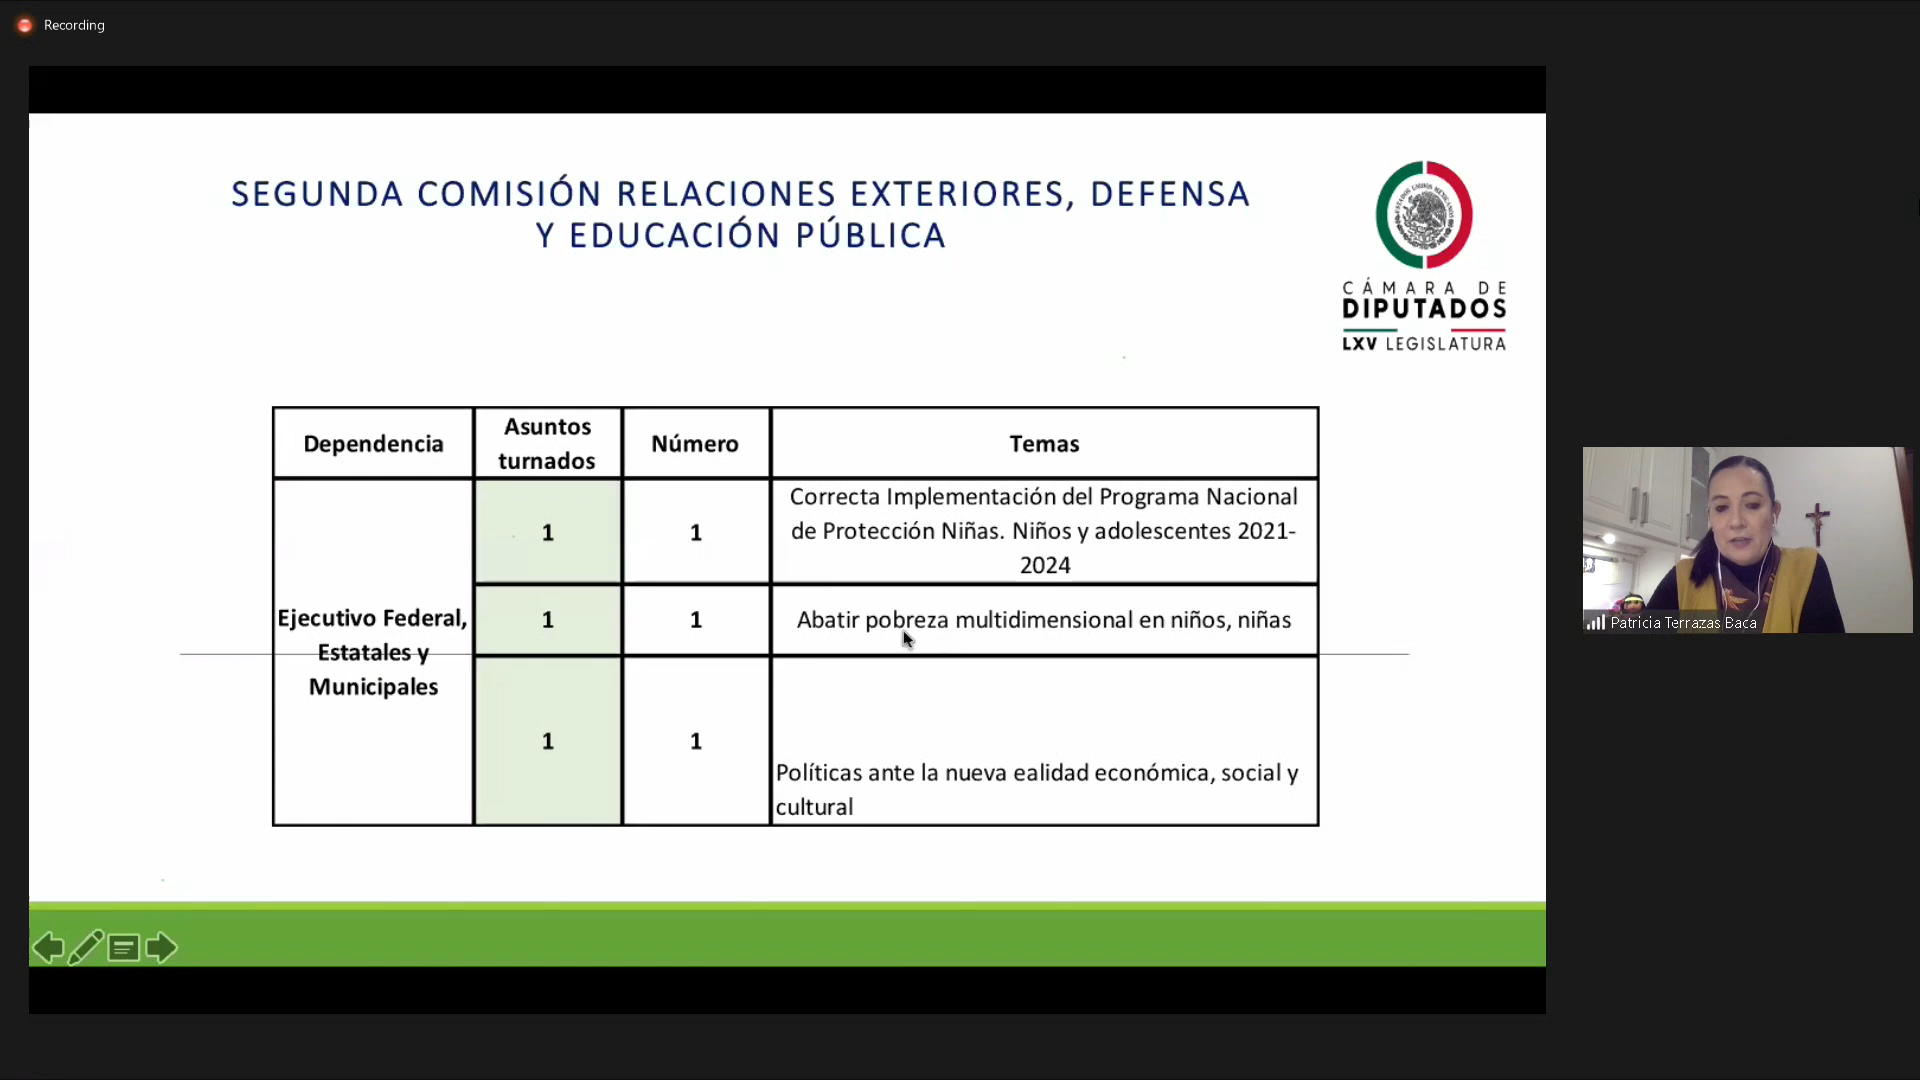 Recording
SEGUNDA COMISIÓN RELACIONES EXTERIORES, DEFENSA
Y EDUCACIÓN PÚBLICA
ESTADOS UNIDOS MEXICANOS
CÁMARA DE
DIPUTADOS
LXV LEGISLATURA
Dependencia
Asuntos
turnados
Número
Temas
Ejecutivo Federal,
Estatales y
Municipales
1
1
Correcta Implementación del Programa Nacional
de Protección Niñas. Niños y adolescentes 2021-
2024
1
1
Abatir pobreza multidimensional en niños, niñas
1
1
Políticas ante la nueva ealidad económica, social y
cultural
Patricia Terrazas Baca